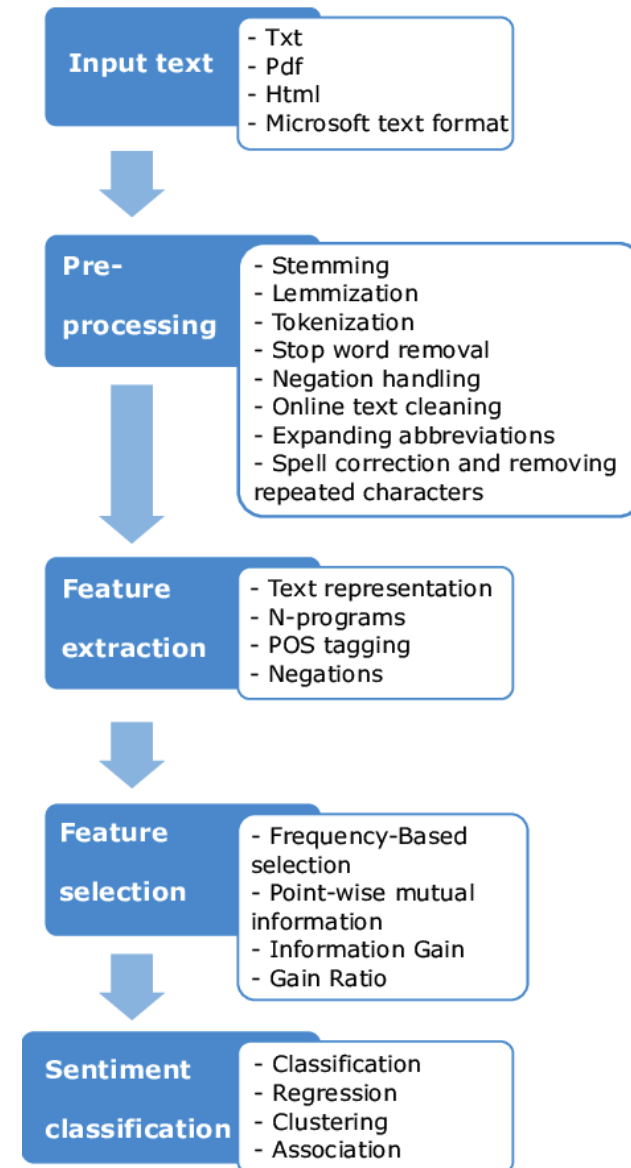 Input text
- Txt
- Pdf
- Html
- Microsoft text format
Pre-
processing
- Stemming
- Lemmization
- Tokenization
- Stop word removal
- Negation handling
- Online text cleaning
- Expanding abbreviations
- Spell correction and removing
repeated characters
Feature
extraction
- Text representation
- N-programs
- POS tagging
- Negations
Feature
selection
- Frequency-Based
selection
- Point-wise mutual
information
- Information Gain
- Gain Ratio
Sentiment
classification
- Classification
- Regression
- Clustering
- Association